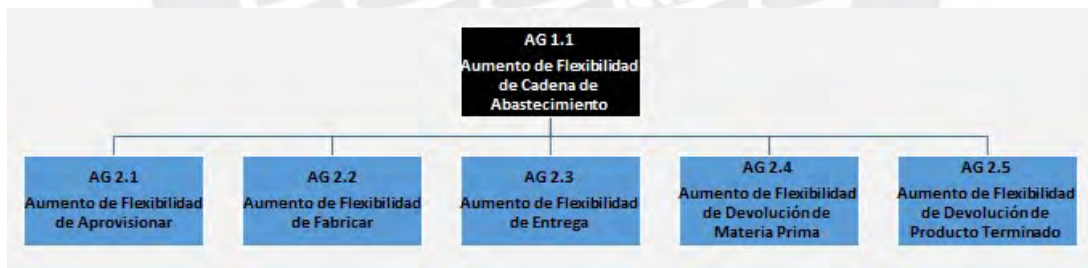 AG 1.1
Aumento de Flexibilidad
de Cadena de
Abastecimiento
AG 2.1
Aumento de Flexibilidad
de Aprovisionar
AG 2.2
Aumento de Flexibilidad
de Fabricar
AG 2.3
Aumento de Flexibilidad
de Entrega
AG 2.4
Aumento de Flexibilidad
de Devolución de
Materia Prima
AG 2.5
Aumento de Flexibilidad
de Devolución de
Producto Terminado